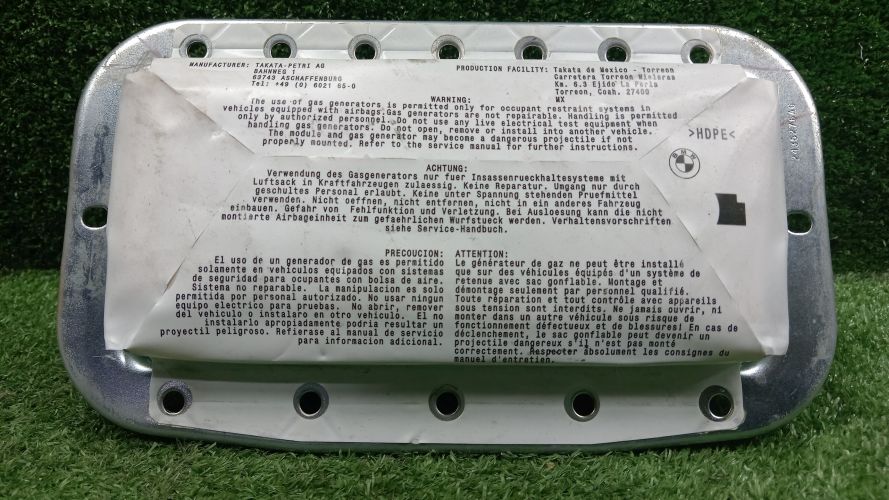 MANUFACTURER: TAKATA-PETRI AG
BAHNWEG 1
63743 ASCHAFFENBURG
Tel: +49 (0) 6021 65-0
PRODUCTION FACILITY: Takata de Mexico - Torreon
Carretera Torreon Mieleras
Km. 6.3 Ejido La Perla
Torreon, Coah. 27400
MX
WARNING:
The use of gas generators is permitted only for occupant restraint systems in
vehicles equipped with airbags.Gas generators are not repairable. Handling is permitted
only by authorized personnel. Do not use any live electrical test equipment when
handling gas generators. Do not open, remove or install into another vehicle.
The module and gas generator may become a dangerous projectile if not
properly mounted. Refer to the service manual for further instructions.
>HDPE<
BMW
ACHTUNG:
Verwendung des Gasgenerators nur fuer Insassenrueckhaltesysteme mit
Luftsack in Kraftfahrzeugen zulaessig. Keine Reparatur. Umgang nur durch
geschultes Personal erlaubt. Keine unter Spannung stehenden Pruefmittel
verwenden. Nicht oeffnen, nicht entfernen, nicht in ein anderes Fahrzeug
einbauen. Gefahr von Fehlfunktion und Verletzung. Bei Ausloesung kann die nicht
montierte Airbageinheit zum gefaehrlichen Wurfstueck werden. Verhaltensvorschriften
siehe Service-Handbuch.
PRECOUCION:
El uso de un generador de gas es permitido
solamente en vehiculos equipados con sistemas
de seguridad para ocupantes con bolsa de aire.
Sistema no reparable. La manipulacion es solo
permitida por personal autorizado. No usar ningun
equipo electrico para pruebas. No abrir, remover
del vehiculo o instalaro en otro vehiculo. El no
instalarlo apropiadamente podria resultar un
proyectil peligroso. Refierase al manual de servicio
para informacion adicional.
ATTENTION:
Le générateur de gaz ne peut être installé
que sur des véhicules équipés d'un système de
retenue avec sac gonflable. Montage et
démontage seulement par personnel qualifié.
Toute réparation et tout contrôle avec appareils
sous tension sont interdits. Ne jamais ouvrir, ni
monter dans un autre véhicule sous risque de
fonctionnement défectueux et de blessures! En cas de
déclenchement, le sac gonflable peut devenir un
projectile dangereux s'il n'est pas monté
correctement. Respecter absolument les consignes du
manuel d'entretien.